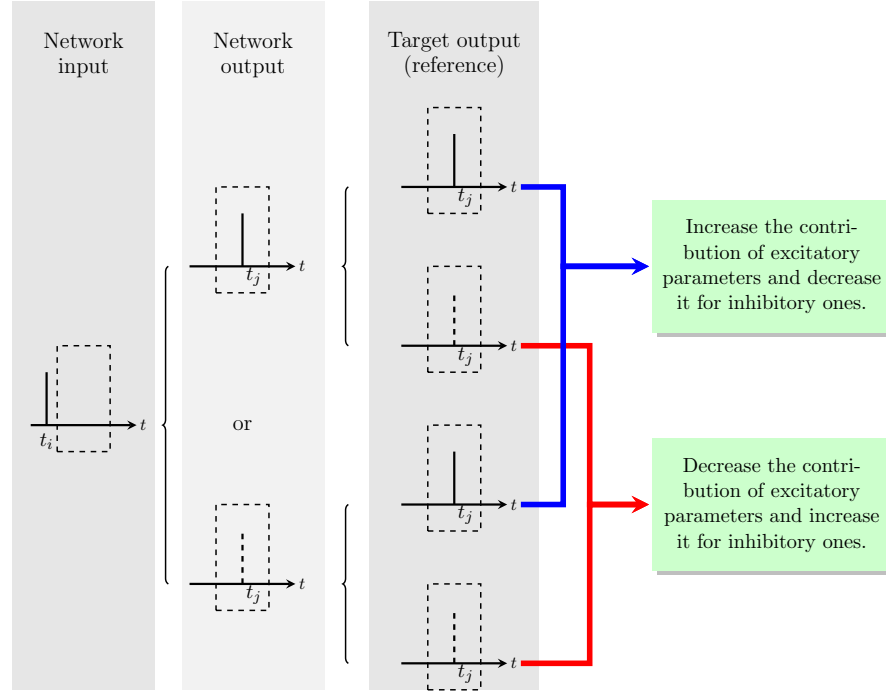 Network
input
Network
output
Target output
(reference)
t
t_j
t
t_j
Increase the contri-
bution of excitatory
parameters and decrease
it for inhibitory ones.
t
t_j
t
t_i
or
t
t_j
Decrease the contri-
bution of excitatory
parameters and increase
it for inhibitory ones.
t
t_j
t
t_j